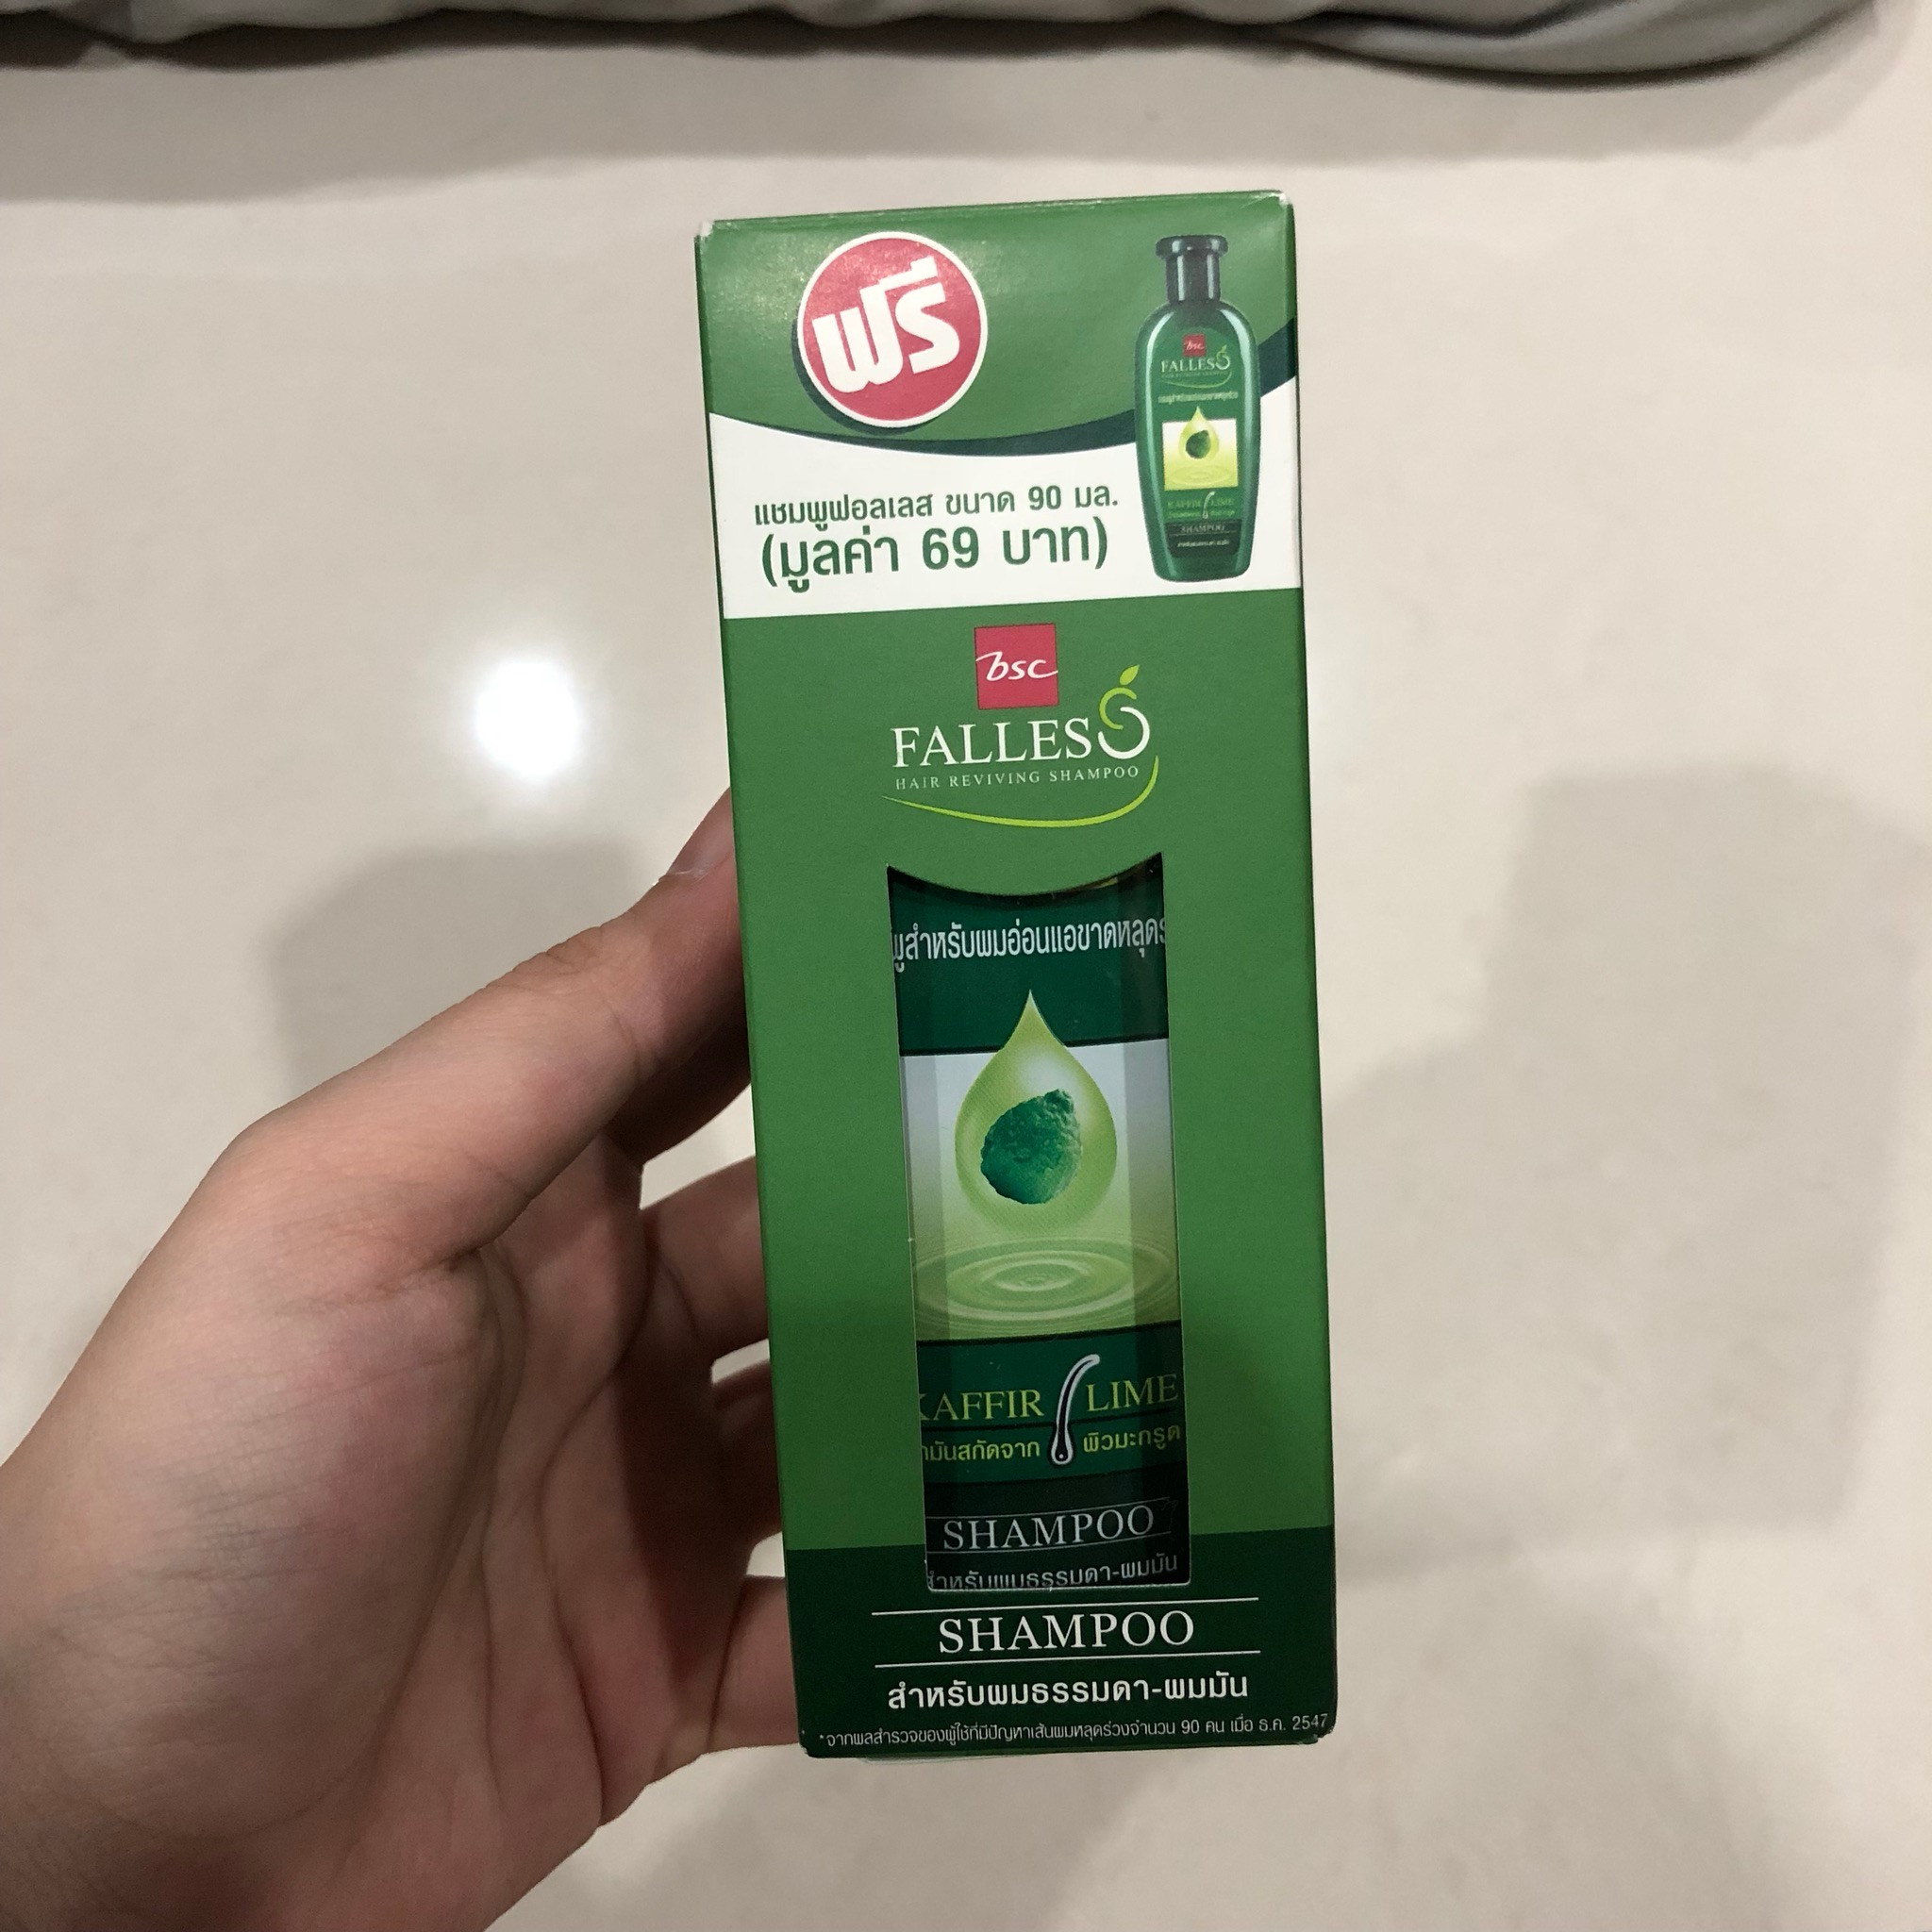 ฟรี
แชมพูฟอลเลส ขนาด 90 มล.
(มูลค่า 69 บาท)
bsc
FALLES
SHAMPOO
bsc
FALLESS
HAIR REVIVING SHAMPOO
พูสำหรับผมอ่อนแอขาดหลุดร
KAFFIR LIME
ามันสกัดจาก ผิวมะกรูด
SHAMPOO
สำหรับผมธรรมดา-ผมมัน
SHAMPOO
สำหรับผมธรรมดา-ผมมัน
*จากผลสำรวจของผู้ใช้ที่มีปัญหาเส้นผมหลุดร่วงจำนวน 90 คน เมื่อ ธ.ค. 2547